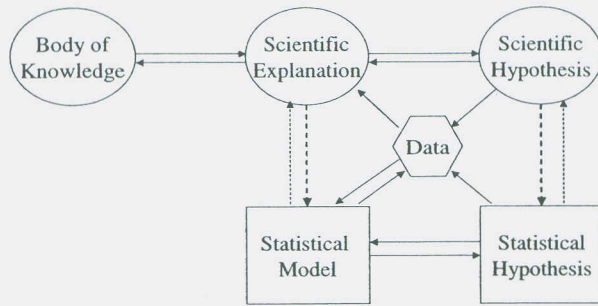 Body of
Knowledge
Scientific
Explanation
Scientific
Hypothesis
Data
Statistical
Model
Statistical
Hypothesis